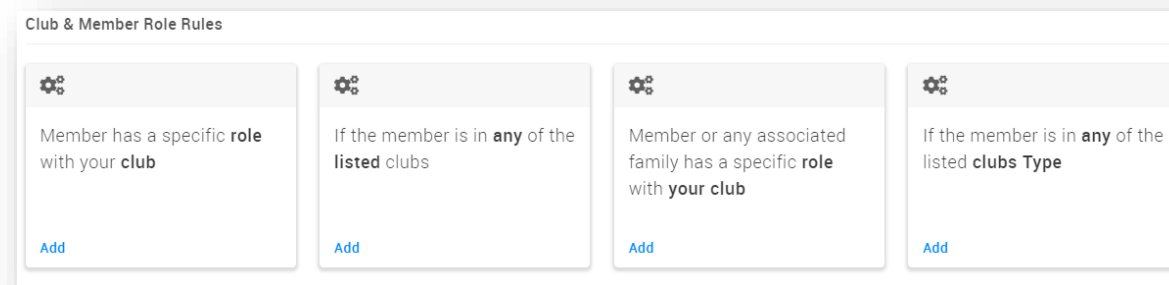 Club & Member Role Rules
Member has a specific role
with your club
Add
If the member is in any of the
listed clubs
Add
Member or any associated
family has a specific role
with your club
Add
If the member is in any of the
listed clubs Type
Add